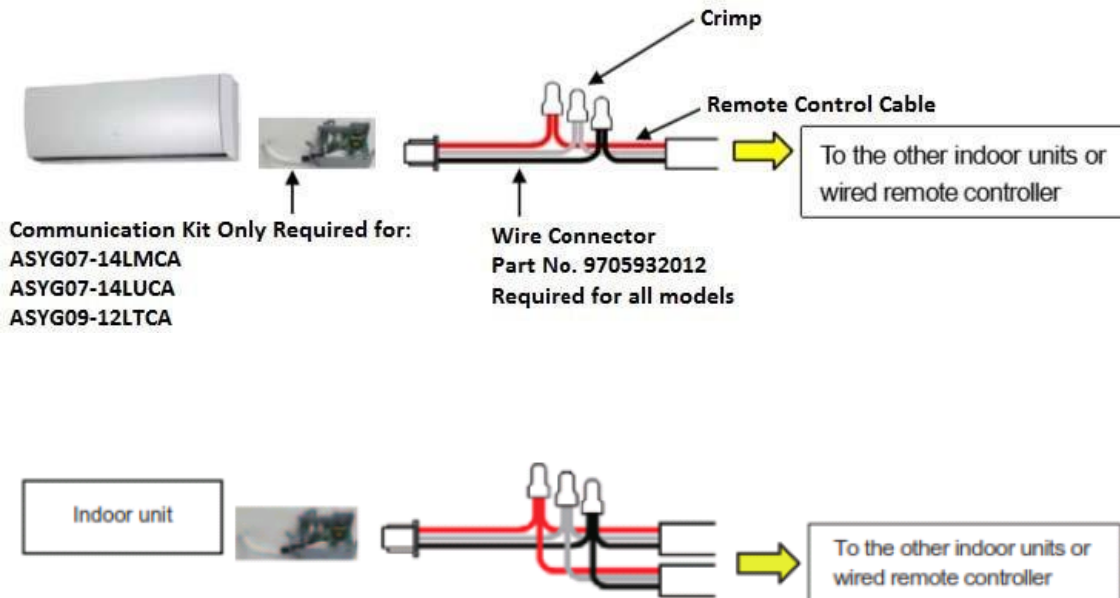 Crimp
Remote Control Cable
To the other indoor units or
wired remote controller
Communication Kit Only Required for:
ASYG07-14LMCA
ASYG07-14LUCA
ASYG09-12LTCA
Wire Connector
Part No. 9705932012
Required for all models
Indoor unit
To the other indoor units or
wired remote controller